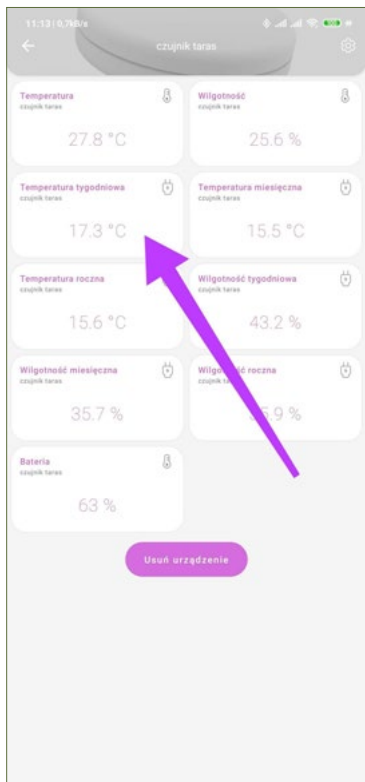 11:13 | 0,7kB/s
czujnik taras
Temperatura
czujnik taras
27.8 °C
Wilgotność
czujnik taras
25.6 %
Temperatura tygodniowa
czujnik taras
17.3 °C
Temperatura miesięczna
czujnik taras
15.5 °C
Temperatura roczna
czujnik taras
15.6 °C
Wilgotność tygodniowa
czujnik taras
43.2 %
Wilgotność miesięczna
czujnik taras
35.7 %
roczna
czujnik
Bateria
czujnik taras
63 %
Usuń urządzenie